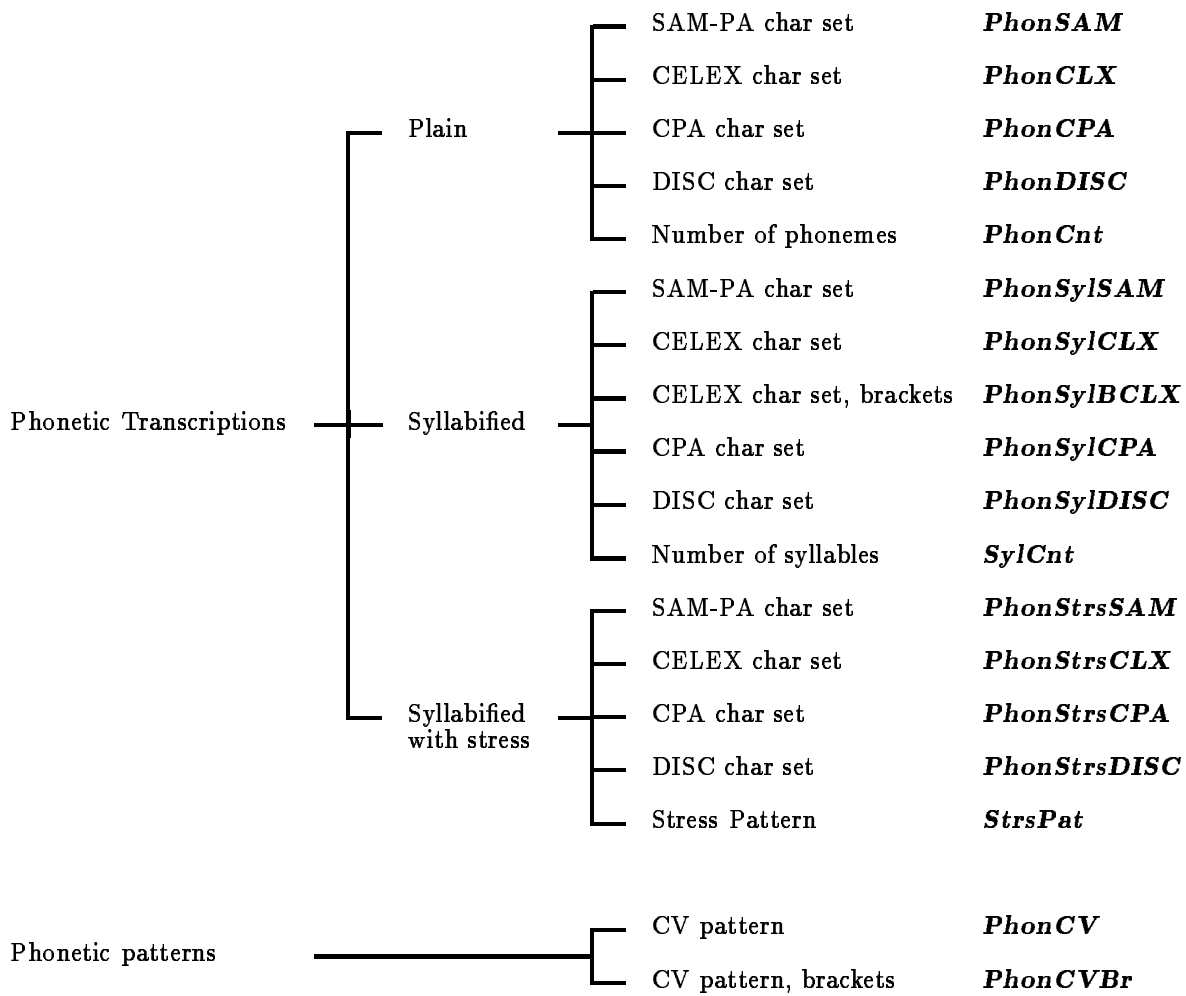 SAM-PA char set PhonSAM
CELEX char set PhonCLX
Plain CPA char set PhonCPA
DISC char set PhonDISC
Number of phonemes PhonCnt
SAM-PA char set PhonSylSAM
CELEX char set PhonSylCLX
CELEX char set, brackets PhonSylBCLX
Phonetic Transcriptions Syllabified
CPA char set PhonSylCPA
DISC char set PhonSylDISC
Number of syllables SylCnt
SAM-PA char set PhonStrsSAM
CELEX char set PhonStrsCLX
Syllabified CPA char set PhonStrsCPA
with stress
DISC char set PhonStrsDISC
Stress Pattern StrsPat
CV pattern PhonCV
Phonetic patterns
CV pattern, brackets PhonCVBr